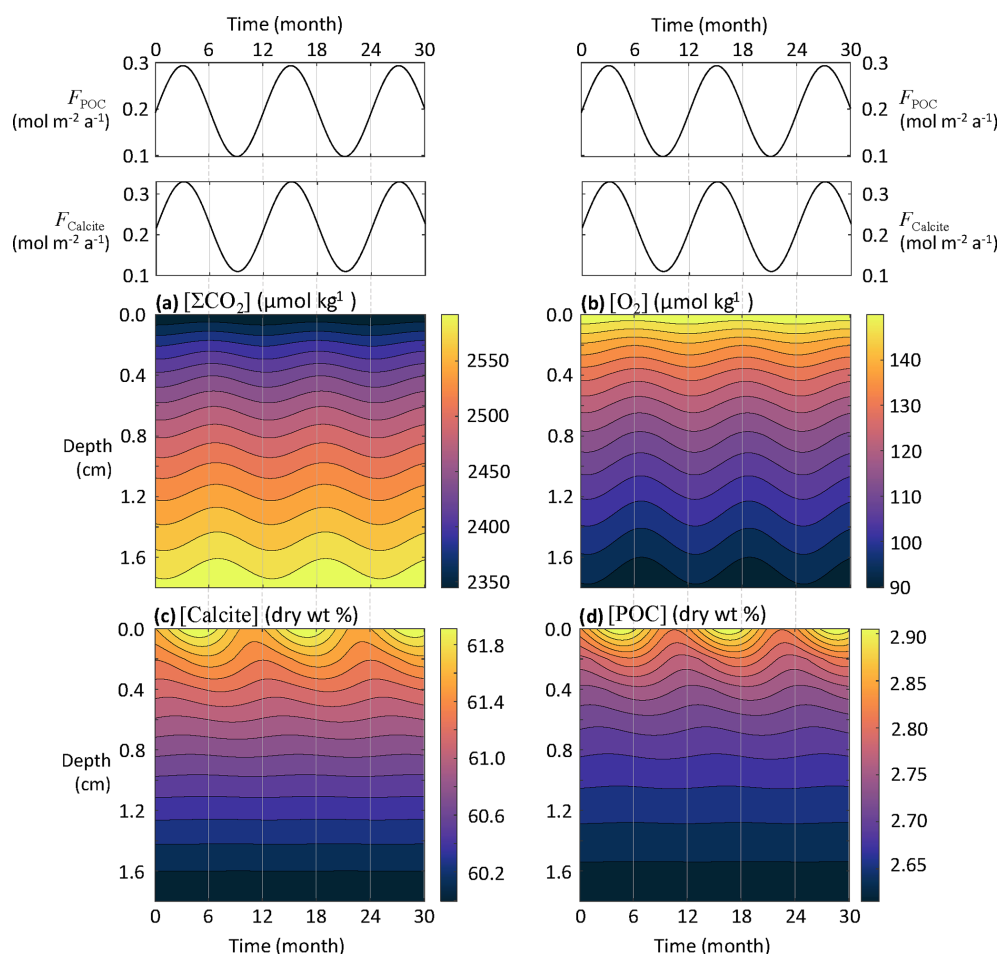 Time (month)
0 6 12 18 24 30
0.3
0.2
0.1
F_POC
(mol m⁻² a⁻¹)
0.3
0.2
0.1
F_Calcite
(mol m⁻² a⁻¹)
Time (month)
0 6 12 18 24 30
0.3
0.2
0.1
F_POC
(mol m⁻² a⁻¹)
0.3
0.2
0.1
F_Calcite
(mol m⁻² a⁻¹)
(a) [ΣCO₂] (μmol kg¹ )
0.0
0.4
0.8
1.2
1.6
Depth
(cm)
2550
2500
2450
2400
2350
(b) [O₂] (μmol kg¹ )
0.0
0.4
0.8
1.2
1.6
140
130
120
110
100
90
(c) [Calcite] (dry wt %)
0.0
0.4
0.8
1.2
1.6
Depth
(cm)
61.8
61.4
61.0
60.6
60.2
0 6 12 18 24 30
Time (month)
(d) [POC] (dry wt %)
0.0
0.4
0.8
1.2
1.6
2.90
2.85
2.80
2.75
2.70
2.65
0 6 12 18 24 30
Time (month)